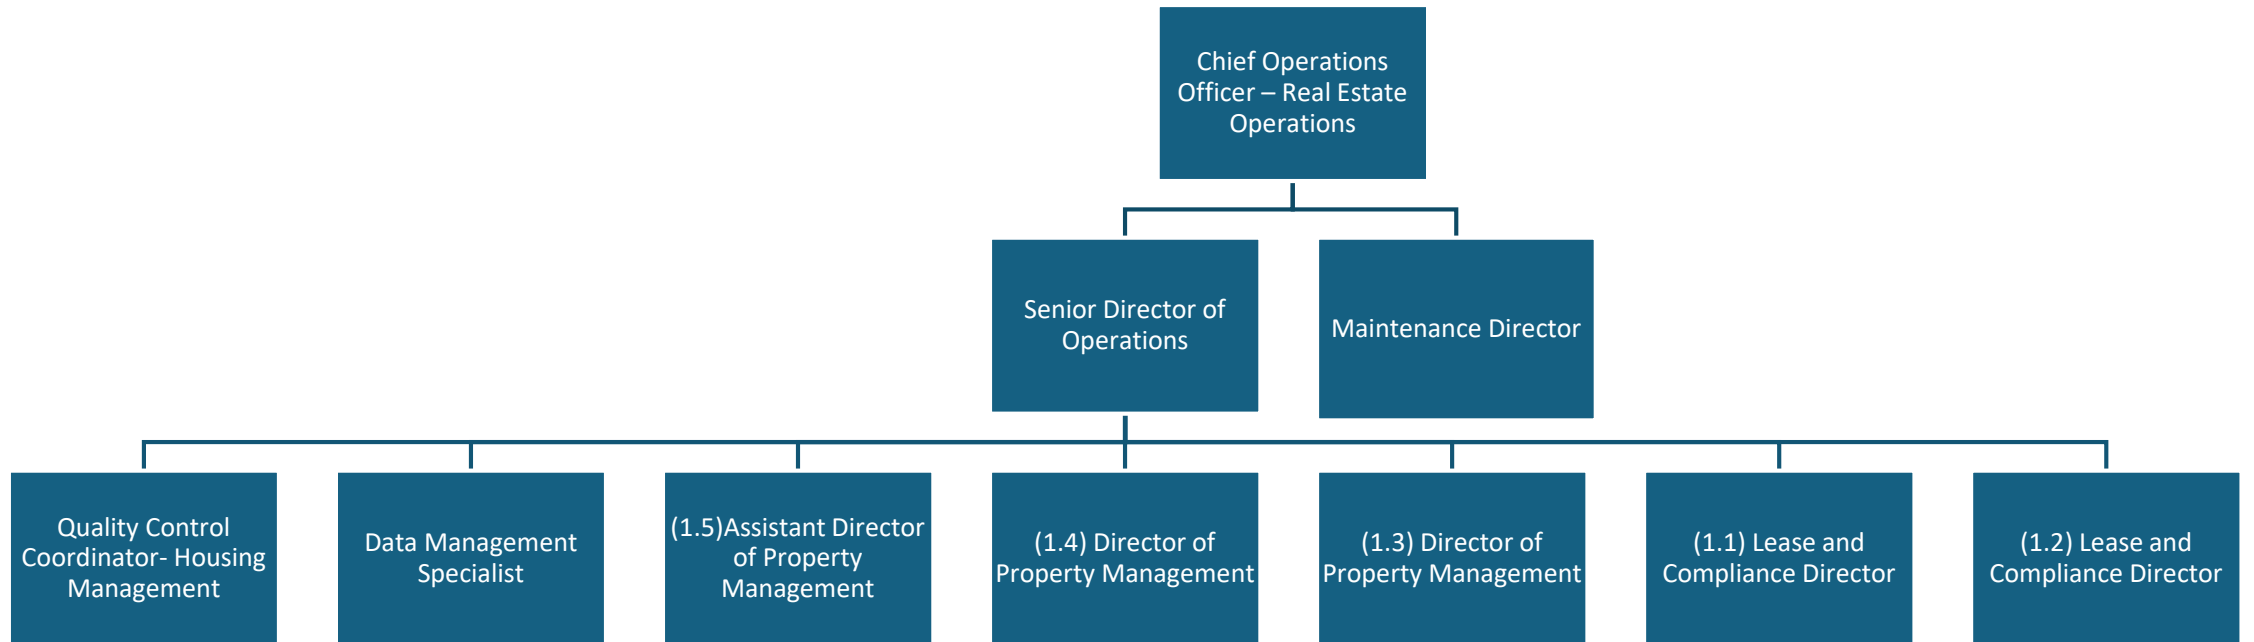 Chief Operations
Officer – Real Estate
Operations
Senior Director of
Operations
Maintenance Director
Quality Control
Coordinator- Housing
Management
Data Management
Specialist
(1.5)Assistant Director
of Property
Management
(1.4) Director of
Property Management
(1.3) Director of
Property Management
(1.1) Lease and
Compliance Director
(1.2) Lease and
Compliance Director